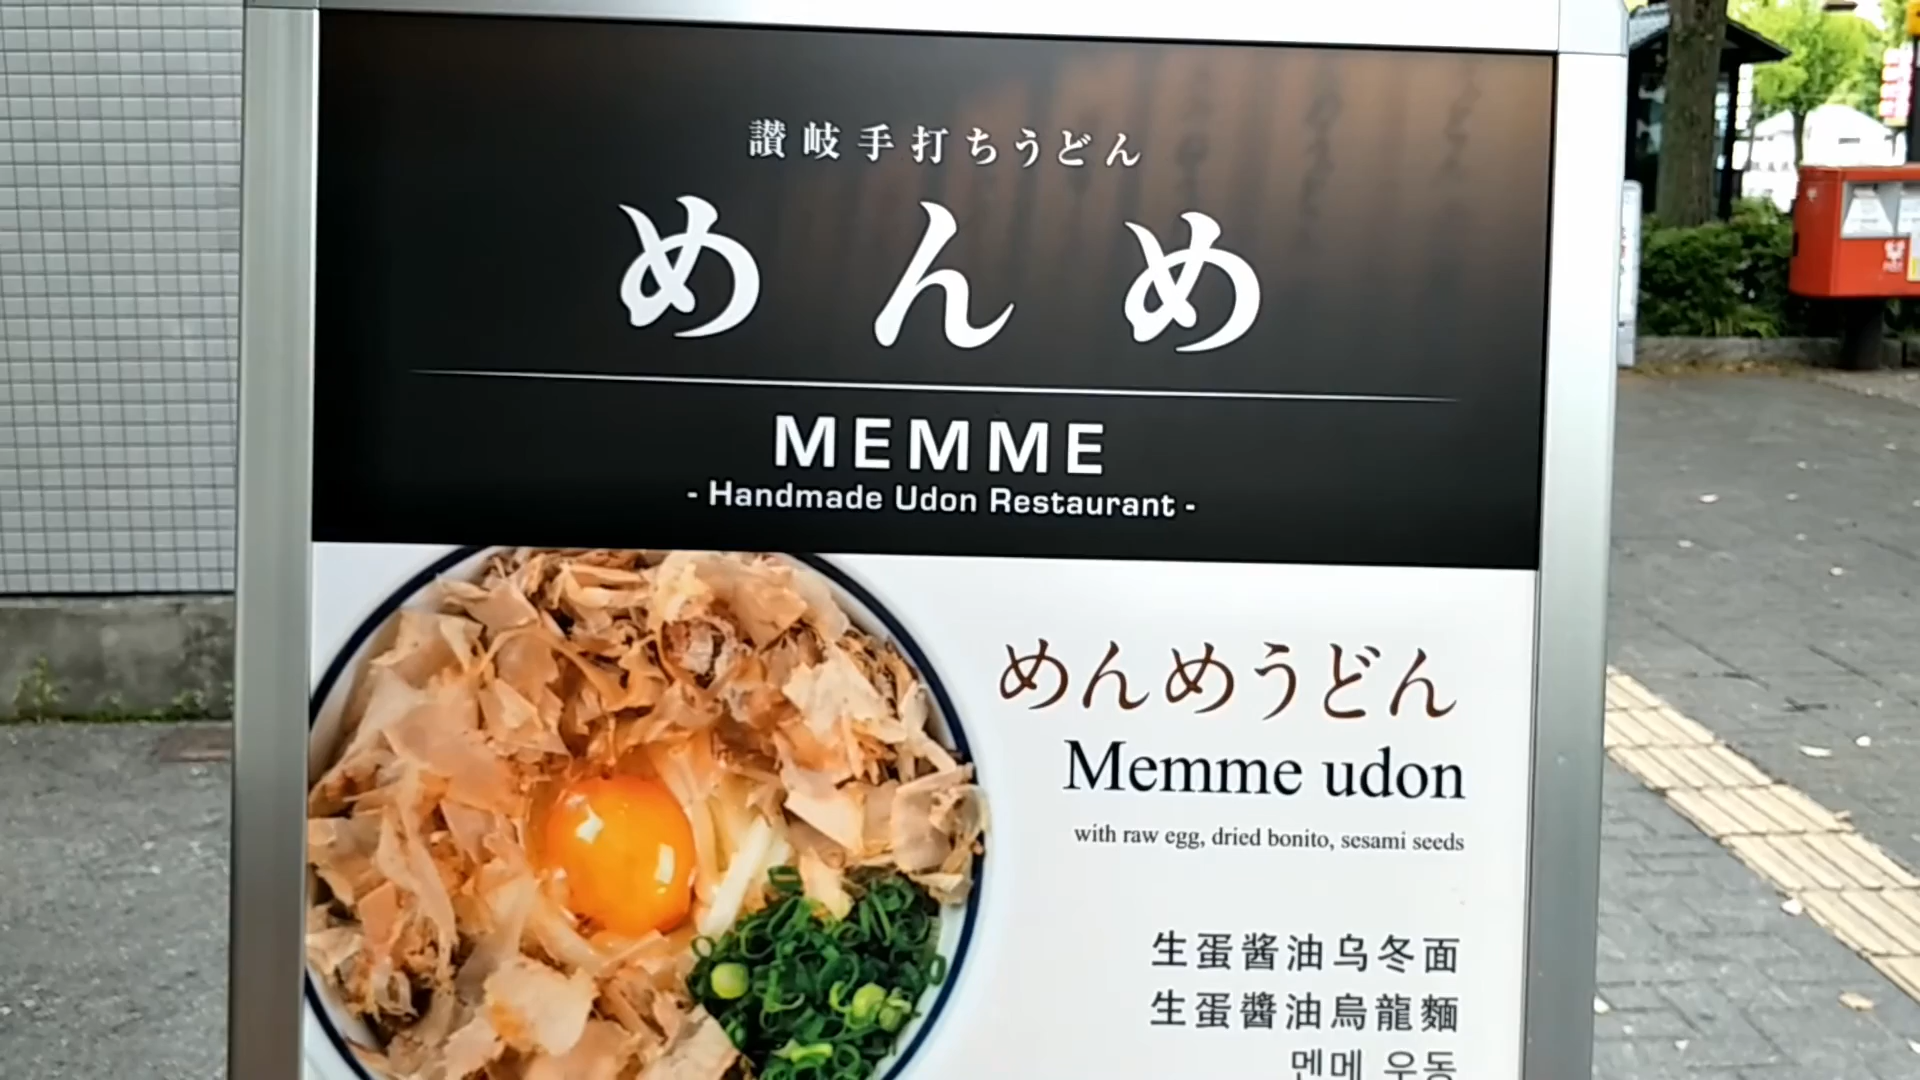 讃岐手打ちうどん
めんめ
MEMME
- Handmade Udon Restaurant -
めんめうどん
Memme udon
with raw egg, dried bonito, sesami seeds
生蛋酱油乌冬面
生蛋醬油烏龍麵
멘메 우동